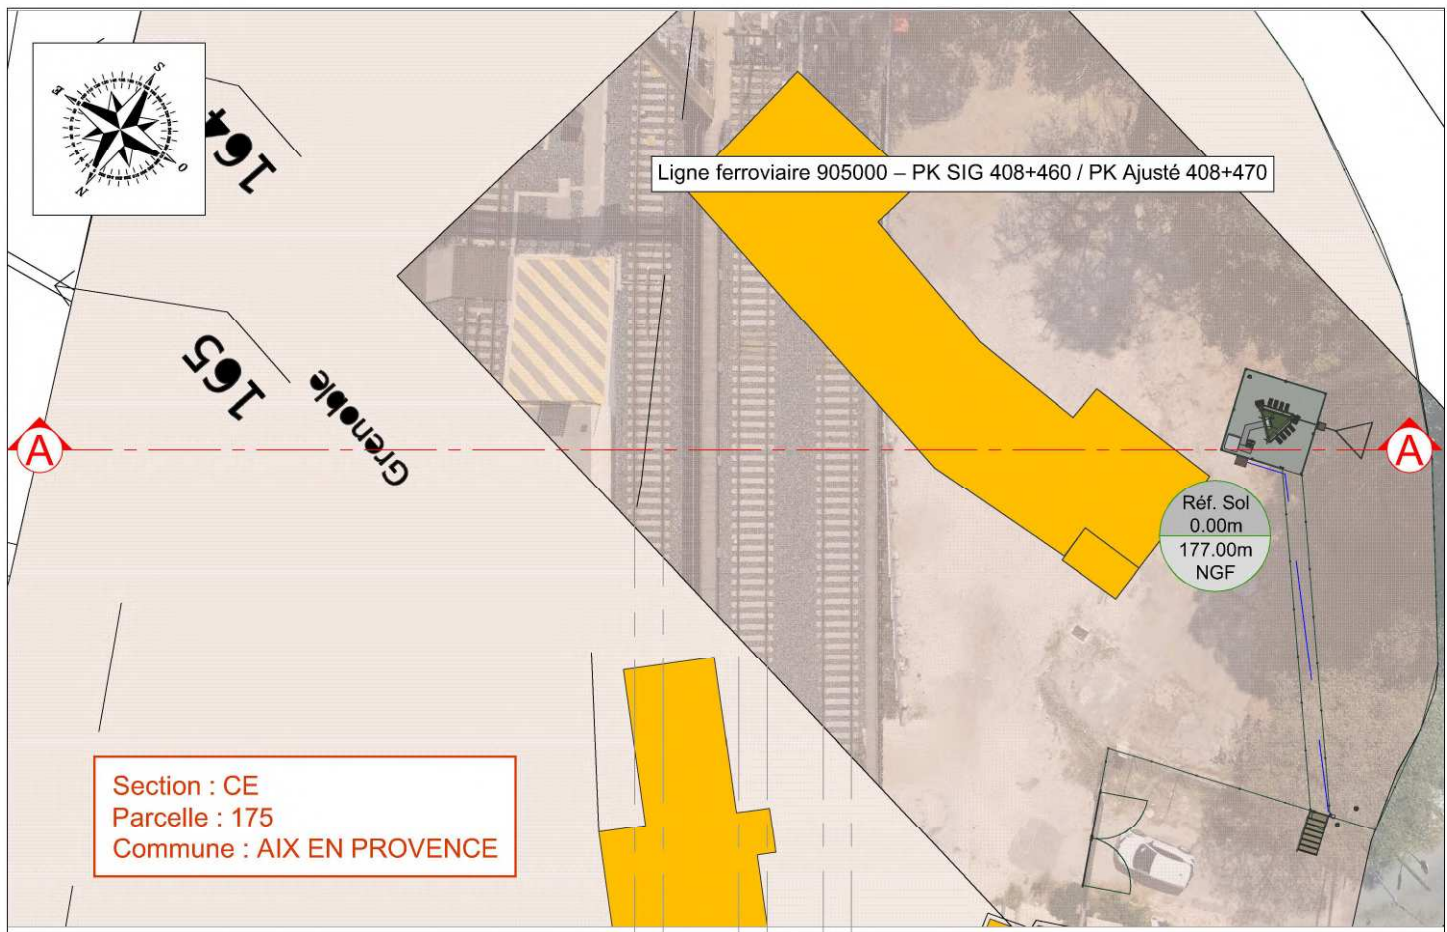 S
E
O
N
164
Ligne ferroviaire 905000 – PK SIG 408+460 / PK Ajusté 408+470
165
Grenoble
A
A
Réf. Sol
0.00m
177.00m
NGF
Section : CE
Parcelle : 175
Commune : AIX EN PROVENCE